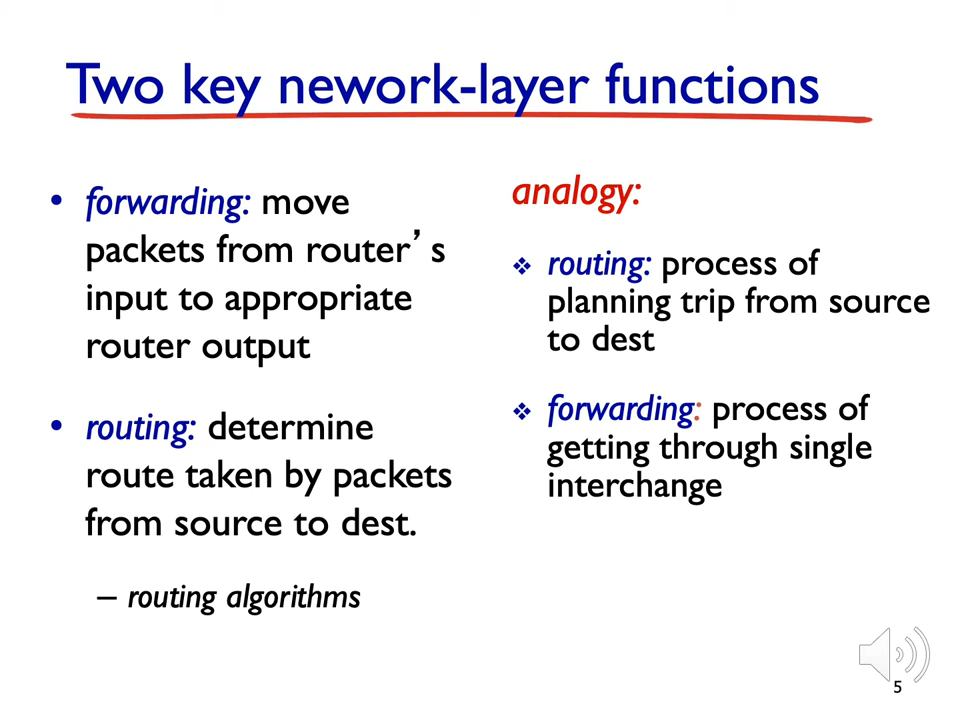 Two key nework-layer functions
• forwarding: move
packets from router’s
input to appropriate
router output
• routing: determine
route taken by packets
from source to dest.
– routing algorithms
analogy:
❖ routing: process of
planning trip from source
to dest
❖ forwarding: process of
getting through single
interchange
5